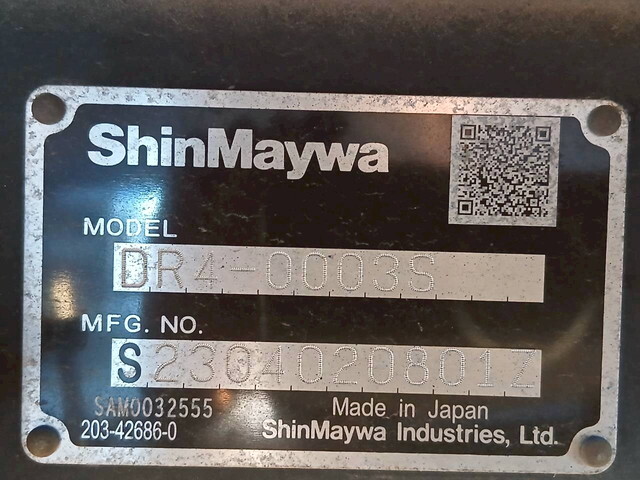 ShinMaywa
MODEL
DR4-0003S
MFG. NO.
S2304020801Z
SAM0032555
203-42686-0
Made in Japan
ShinMaywa Industries, Ltd.